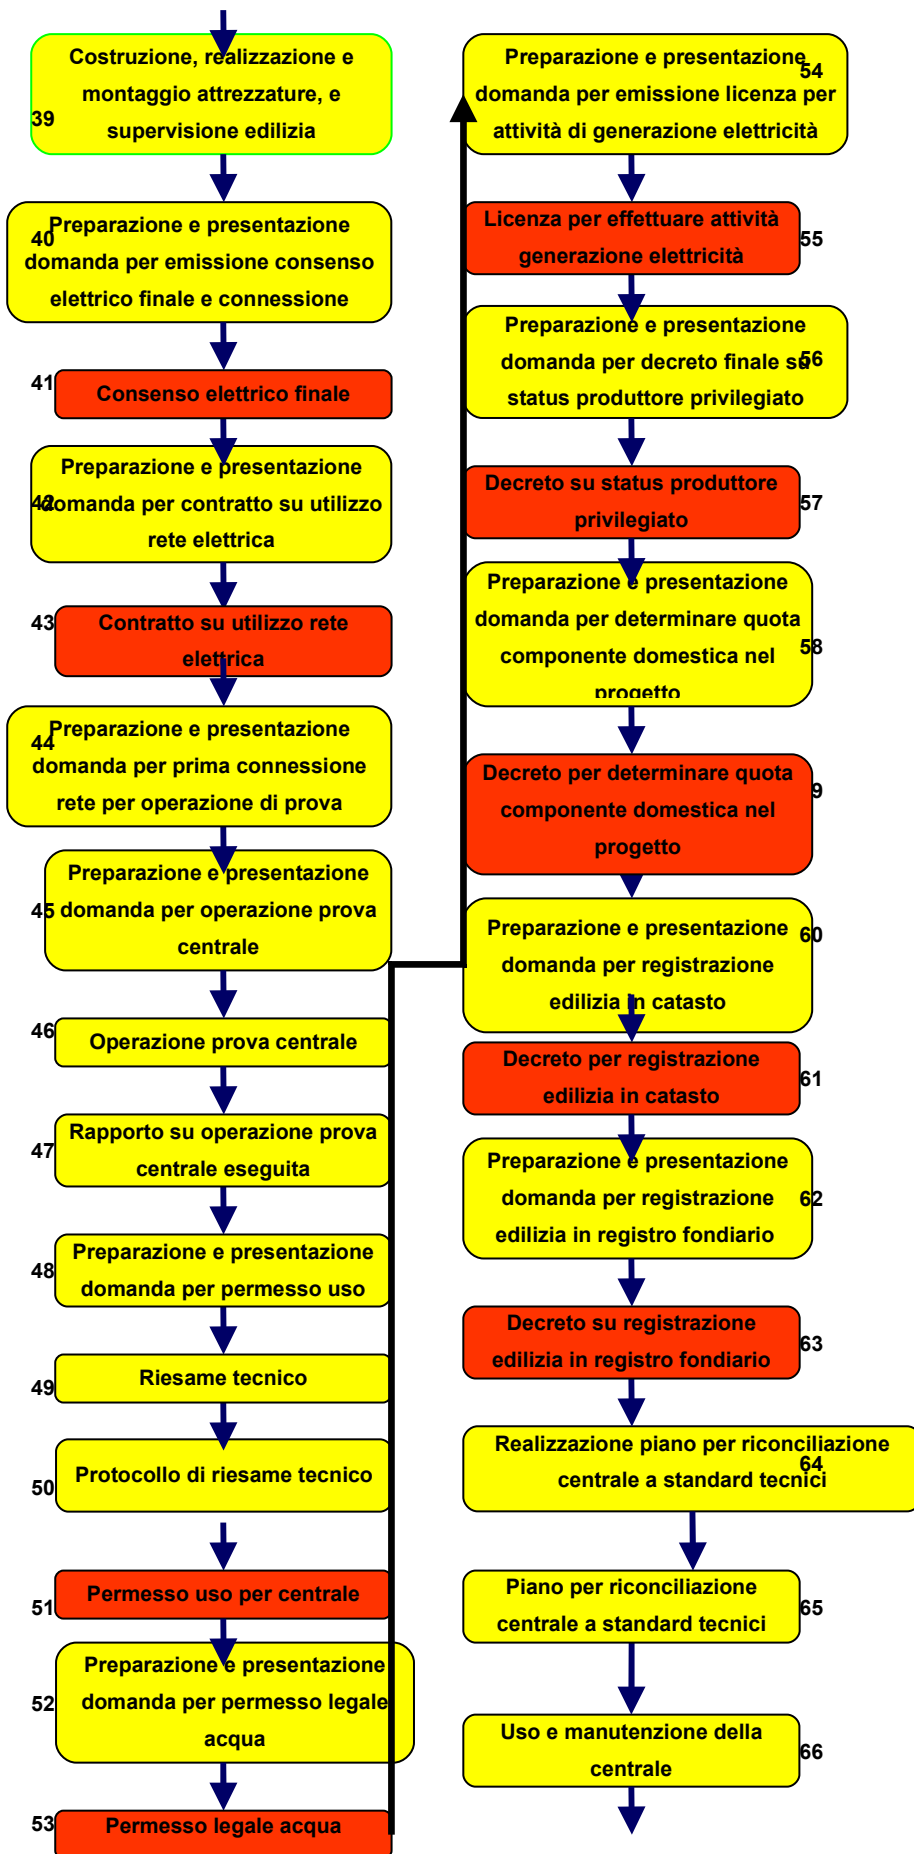 39
Costruzione, realizzazione e
montaggio attrezzature, e
supervisione edilizia
40
Preparazione e presentazione
domanda per emissione consenso
elettrico finale e connessione
41
Consenso elettrico finale
42
Preparazione e presentazione
domanda per contratto su utilizzo
rete elettrica
43
Contratto su utilizzo rete
elettrica
44
Preparazione e presentazione
domanda per prima connessione
rete per operazione di prova
45
Preparazione e presentazione
domanda per operazione prova
centrale
46
Operazione prova centrale
47
Rapporto su operazione prova
centrale eseguita
48
Preparazione e presentazione
domanda per permesso uso
49
Riesame tecnico
50
Protocollo di riesame tecnico
51
Permesso uso per centrale
52
Preparazione e presentazione
domanda per permesso legale
acqua
53
Permesso legale acqua
54
Preparazione e presentazione
domanda per emissione licenza per
attività di generazione elettricità
55
Licenza per effettuare attività
generazione elettricità
56
Preparazione e presentazione
domanda per decreto finale su
status produttore privilegiato
57
Decreto su status produttore
privilegiato
58
Preparazione e presentazione
domanda per determinare quota
componente domestica nel
progetto
9
Decreto per determinare quota
componente domestica nel
progetto
60
Preparazione e presentazione
domanda per registrazione
edilizia in catasto
61
Decreto per registrazione
edilizia in catasto
62
Preparazione e presentazione
domanda per registrazione
edilizia in registro fondiario
63
Decreto su registrazione
edilizia in registro fondiario
64
Realizzazione piano per riconciliazione
centrale a standard tecnici
65
Piano per riconciliazione
centrale a standard tecnici
66
Uso e manutenzione della
centrale